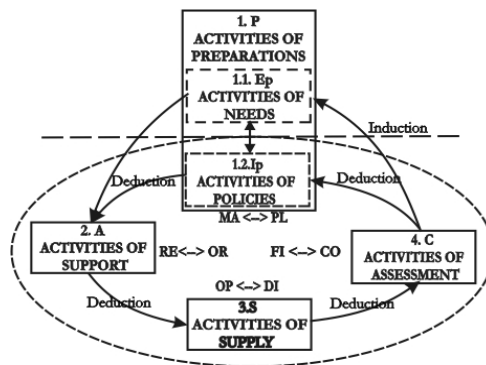 1. P
ACTIVITIES OF
PREPARATIONS
1.1. Ep
ACTIVITIES OF
NEEDS
Induction
1.2.Ip
ACTIVITIES OF
POLICIES
Deduction
Deduction
MA <--> PL
2. A
ACTIVITIES OF
SUPPORT
RE<--> OR
FI <--> CO
4. C
ACTIVITIES OF
ASSESSMENT
OP <--> DI
Deduction
Deduction
3.S
ACTIVITIES OF
SUPPLY